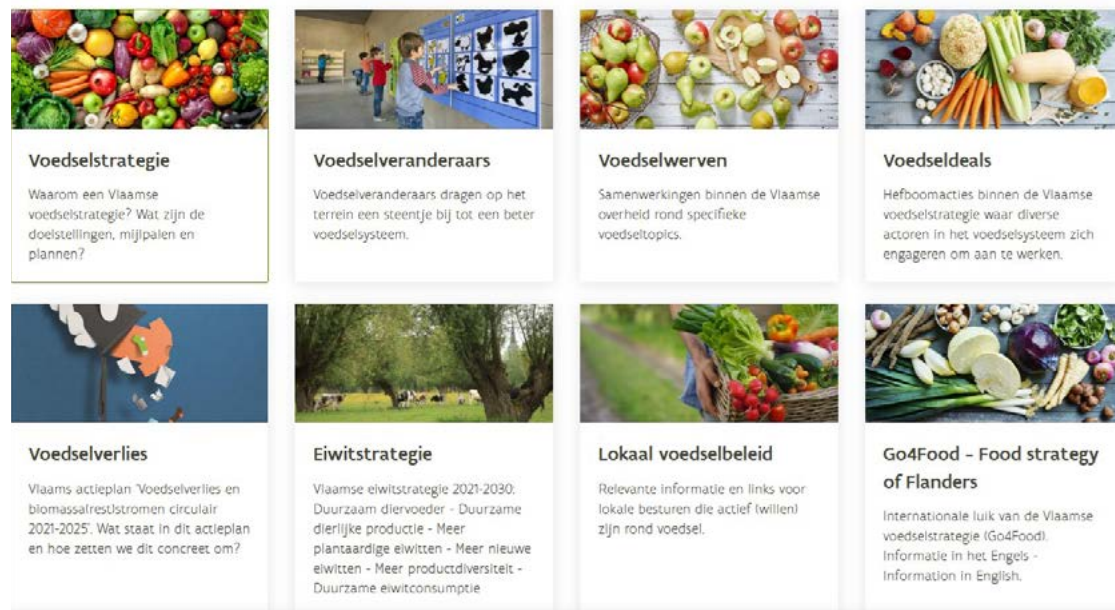 Voedselstrategie
Waarom een Vlaamse
voedselstrategie? Wat zijn de
doelstellingen, mijlpalen en
plannen?
Voedselveranderaars
Voedselveranderaars dragen op het
terrein een steentje bij tot een beter
voedselsysteem.
Voedselwerven
Samenwerkingen binnen de Vlaamse
overheid rond specifieke
voedseltopics.
Voedseldeals
Hefboomacties binnen de Vlaamse
voedselstrategie waar diverse
actoren in het voedselsysteem zich
engageren om aan te werken.
Voedselverlies
Vlaams actieplan 'Voedselverlies en
biomassa(rest)stromen circulair
2021-2025'. Wat staat in dit actieplan
en hoe zetten we dit concreet om?
Eiwitstrategie
Vlaamse eiwitstrategie 2021-2030:
Duurzaam diervoeder - Duurzame
dierlijke productie - Meer
plantaardige eiwitten - Meer nieuwe
eiwitten - Meer productdiversiteit -
Duurzame eiwitconsumptie
Lokaal voedselbeleid
Relevante informatie en links voor
lokale besturen die actief (willen)
zijn rond voedsel.
Go4Food - Food strategy
of Flanders
Internationale luik van de Vlaamse
voedselstrategie (Go4Food).
Informatie in het Engels -
Information in English.